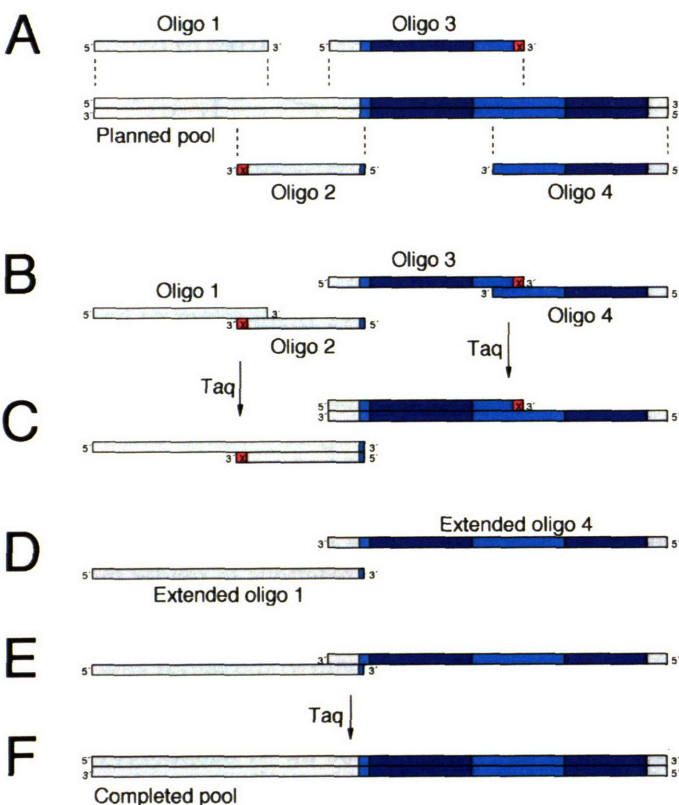 A
Oligo 1
Oligo 3
5´ 3´ 5´ X 3´
5´ 3´
3´ 5´
Planned pool
3´ X 5´ 3´ 5´
Oligo 2
Oligo 4
B
Oligo 3
5´ X 3´
Oligo 1
3´ 5´
5´ 3´
Oligo 4
3´ X 5´
Oligo 2
Taq
Taq
C
5´ X 3´
3´ 5´
5´ 3´
3´ X 5´
D
Extended oligo 4
3´ 5´
5´ 3´
Extended oligo 1
E
3´ 5´
5´ 3´
Taq
F
5´ 3´
3´ 5´
Completed pool